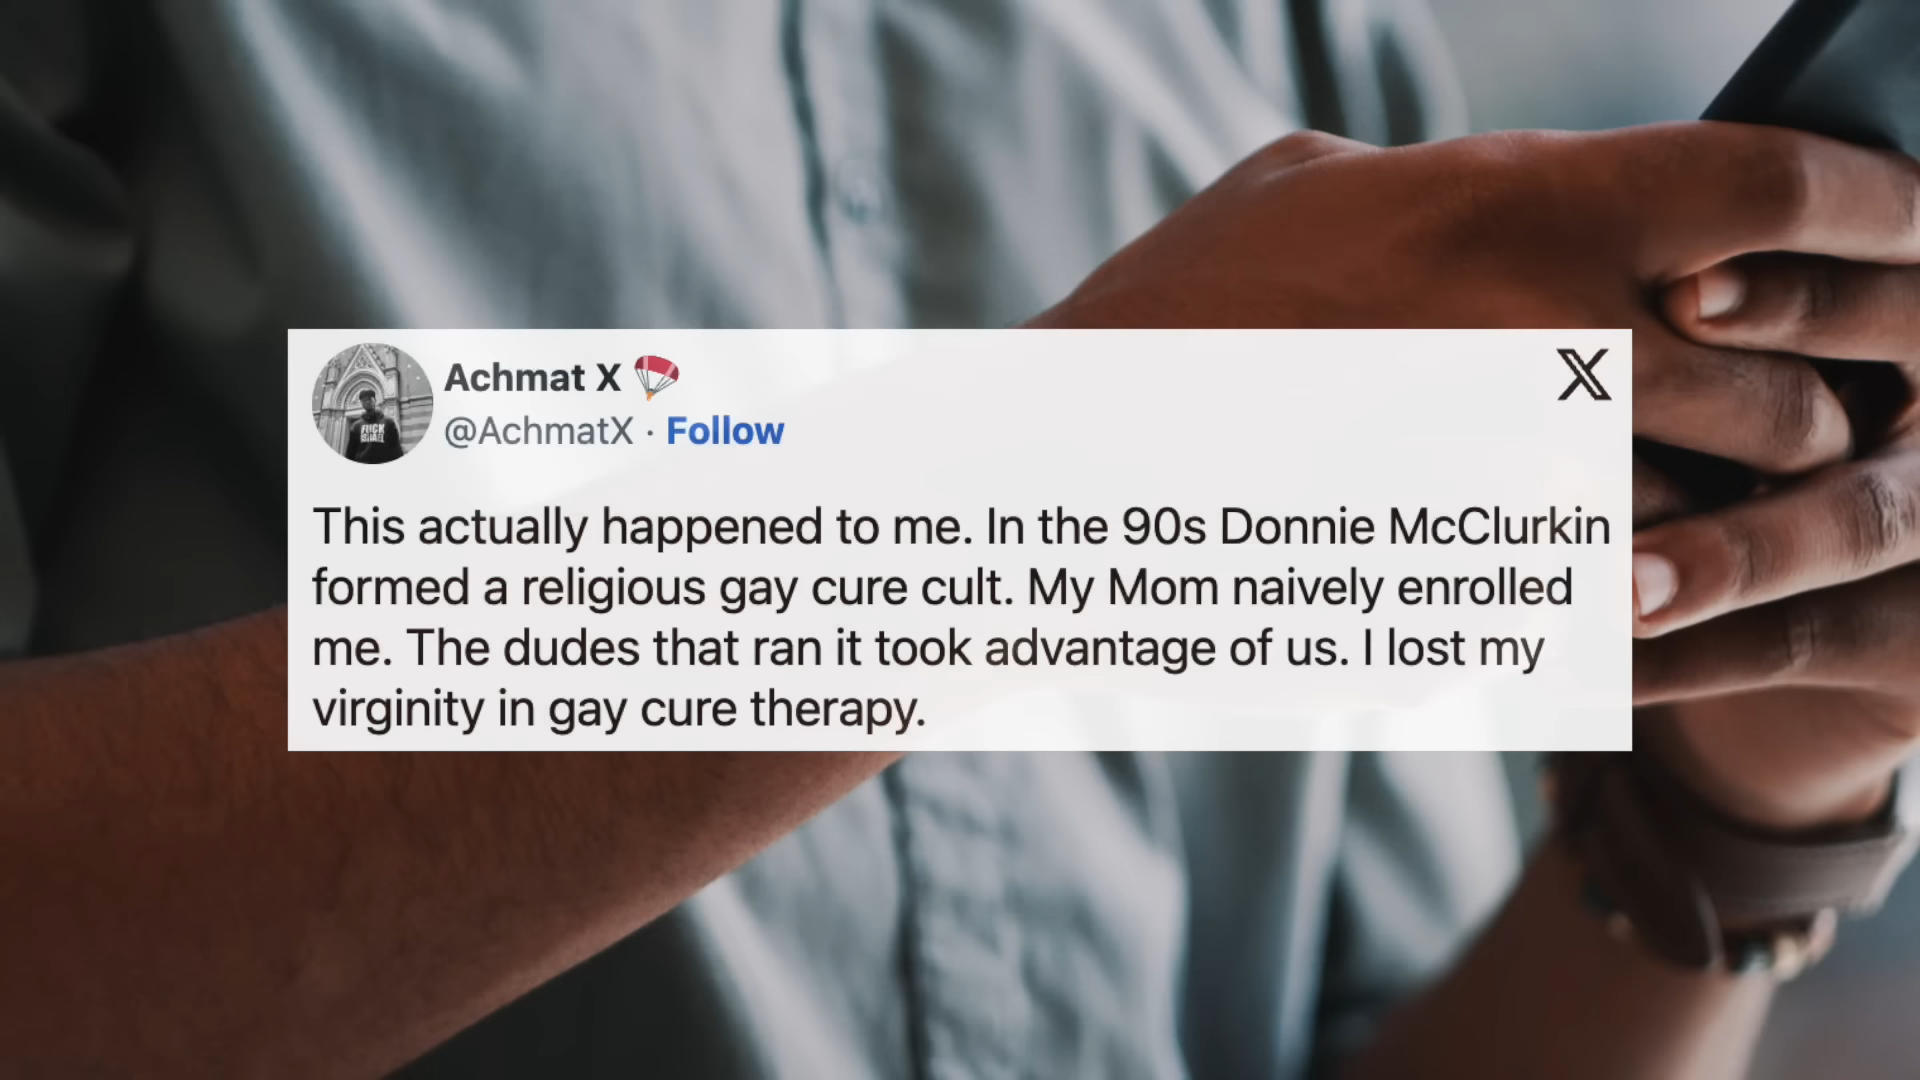 Achmat X
@AchmatX · Follow
This actually happened to me. In the 90s Donnie McClurkin
formed a religious gay cure cult. My Mom naively enrolled
me. The dudes that ran it took advantage of us. I lost my
virginity in gay cure therapy.
FUCK
ISRAEL